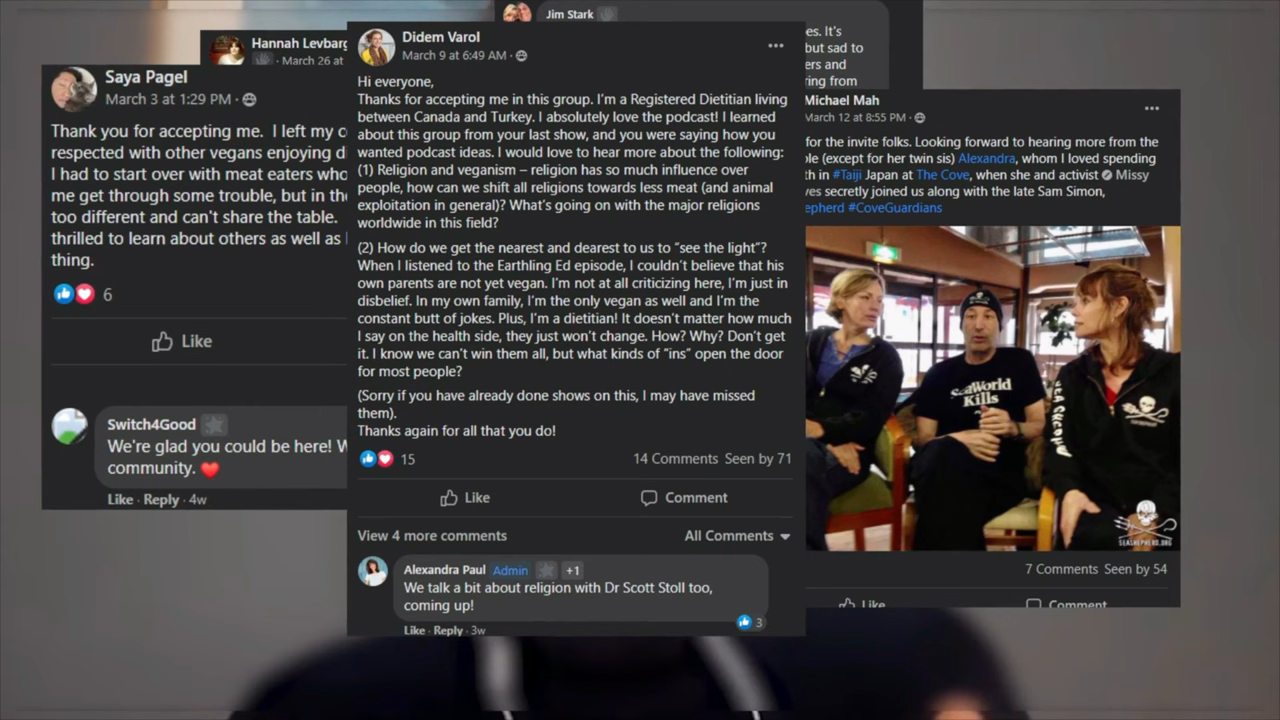 Jim Stark
Hannah Levbarg
March 26 at
Saya Pagel
March 3 at 1:29 PM ·
Thank you for accepting me. I left my c
respected with other vegans enjoying di
I had to start over with meat eaters who
me get through some trouble, but in the
too different and can't share the table.
thrilled to learn about others as well as
thing.
6
Like
Switch4Good
We're glad you could be here! W
community.
Like · Reply · 4w
Didem Varol
March 9 at 6:49 AM ·
Hi everyone,
Thanks for accepting me in this group. I'm a Registered Dietitian living
between Canada and Turkey. I absolutely love the podcast! I learned
about this group from your last show, and you were saying how you
wanted podcast ideas. I would love to hear more about the following:
(1) Religion and veganism – religion has so much influence over
people, how can we shift all religions towards less meat (and animal
exploitation in general)? What's going on with the major religions
worldwide in this field?
(2) How do we get the nearest and dearest to us to "see the light"?
When I listened to the Earthling Ed episode, I couldn't believe that his
own parents are not yet vegan. I'm not at all criticizing here, I'm just in
disbelief. In my own family, I'm the only vegan as well and I'm the
constant butt of jokes. Plus, I'm a dietitian! It doesn't matter how much
I say on the health side, they just won't change. How? Why? Don't get
it. I know we can't win them all, but what kinds of "ins" open the door
for most people?
(Sorry if you have already done shows on this, I may have missed
them).
Thanks again for all that you do!
15
14 Comments Seen by 71
Like
Comment
View 4 more comments
All Comments
Alexandra Paul Admin +1
We talk a bit about religion with Dr Scott Stoll too,
coming up!
3
Like · Reply · 3w
es. It's
but sad to
ers and
ring from
Michael Mah
March 12 at 8:55 PM ·
for the invite folks. Looking forward to hearing more from the
le (except for her twin sis) Alexandra, whom I loved spending
h in #Taiji Japan at The Cove, when she and activist Missy
ves secretly joined us along with the late Sam Simon,
epherd #CoveGuardians
SeaWorld
Kills
SEA SHEPHERD
SEASHEPHERD.ORG
7 Comments Seen by 54
Like
Comment